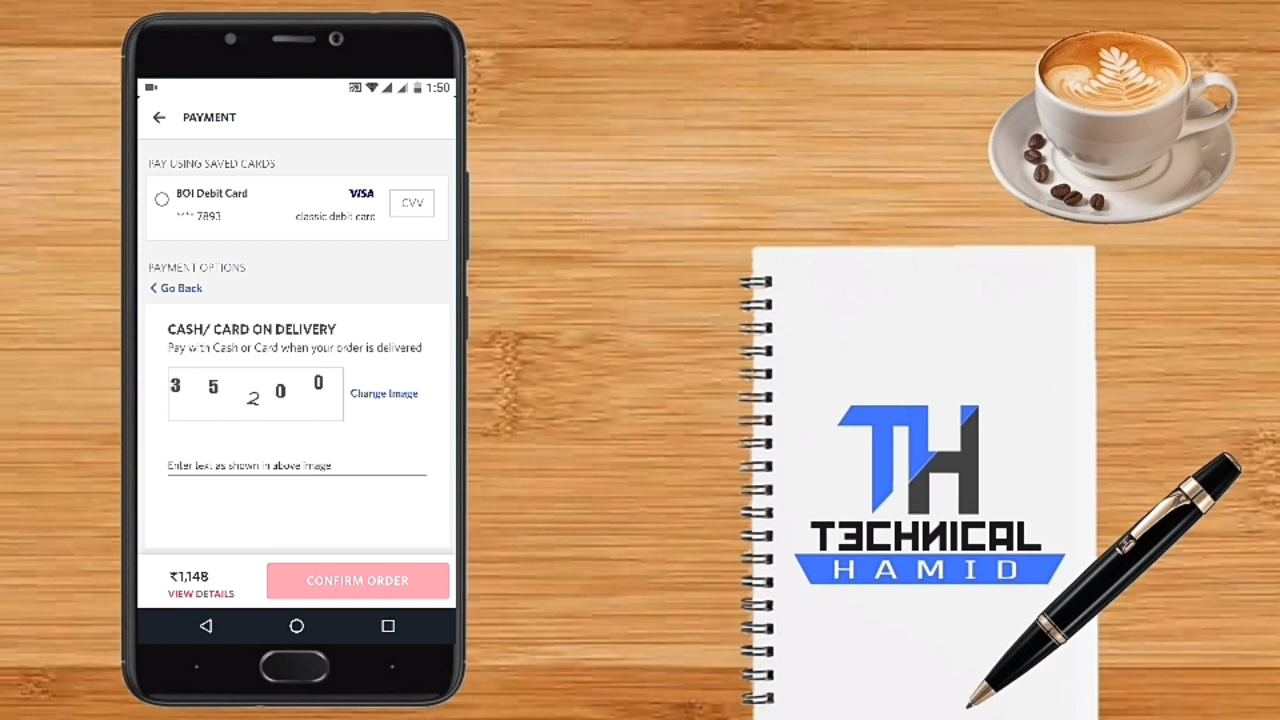 1:50
PAYMENT
PAY USING SAVED CARDS
BOI Debit Card
VISA
CVV
7893
classic debit card
PAYMENT OPTIONS
Go Back
CASH/ CARD ON DELIVERY
Pay with Cash or Card when your order is delivered
3 5 2 0 0
Change Image
Enter text as shown in above image
₹1,148
VIEW DETAILS
CONFIRM ORDER
TH
TECHNICAL
HAMID